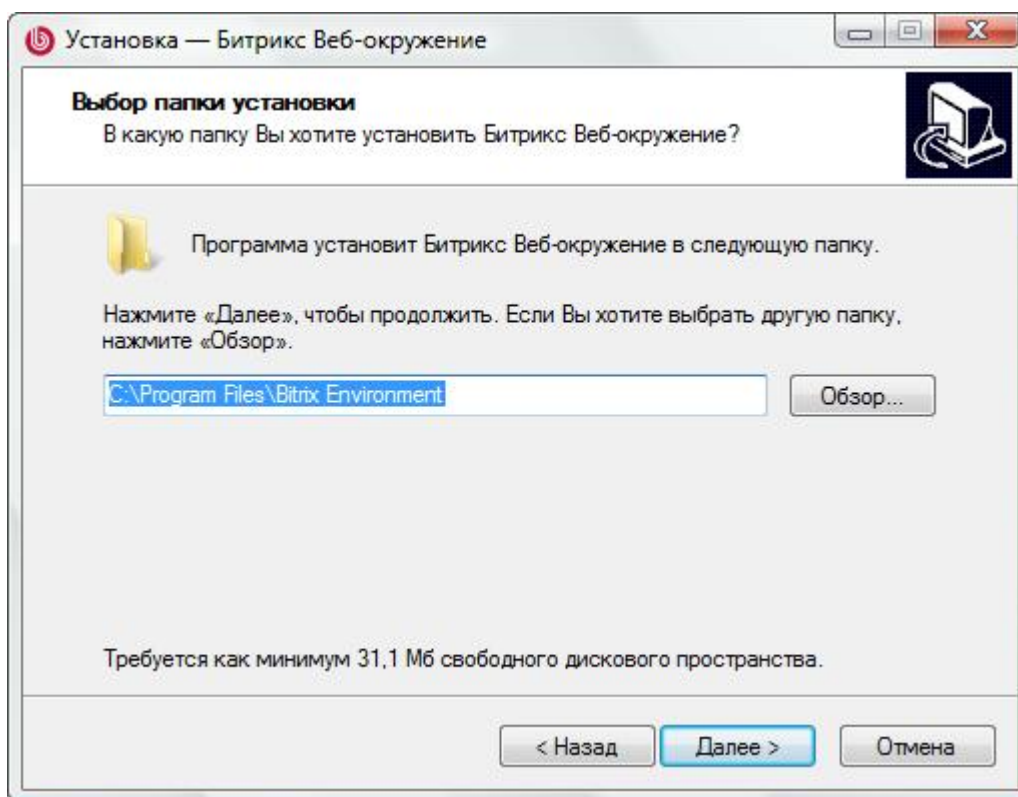 Установка — Битрикс Веб-окружение
Выбор папки установки
В какую папку Вы хотите установить Битрикс Веб-окружение?
Программа установит Битрикс Веб-окружение в следующую папку.
Нажмите «Далее», чтобы продолжить. Если Вы хотите выбрать другую папку,
нажмите «Обзор».
C:\Program Files\Bitrix Environment
Обзор...
Требуется как минимум 31,1 Мб свободного дискового пространства.
< Назад
Далее >
Отмена